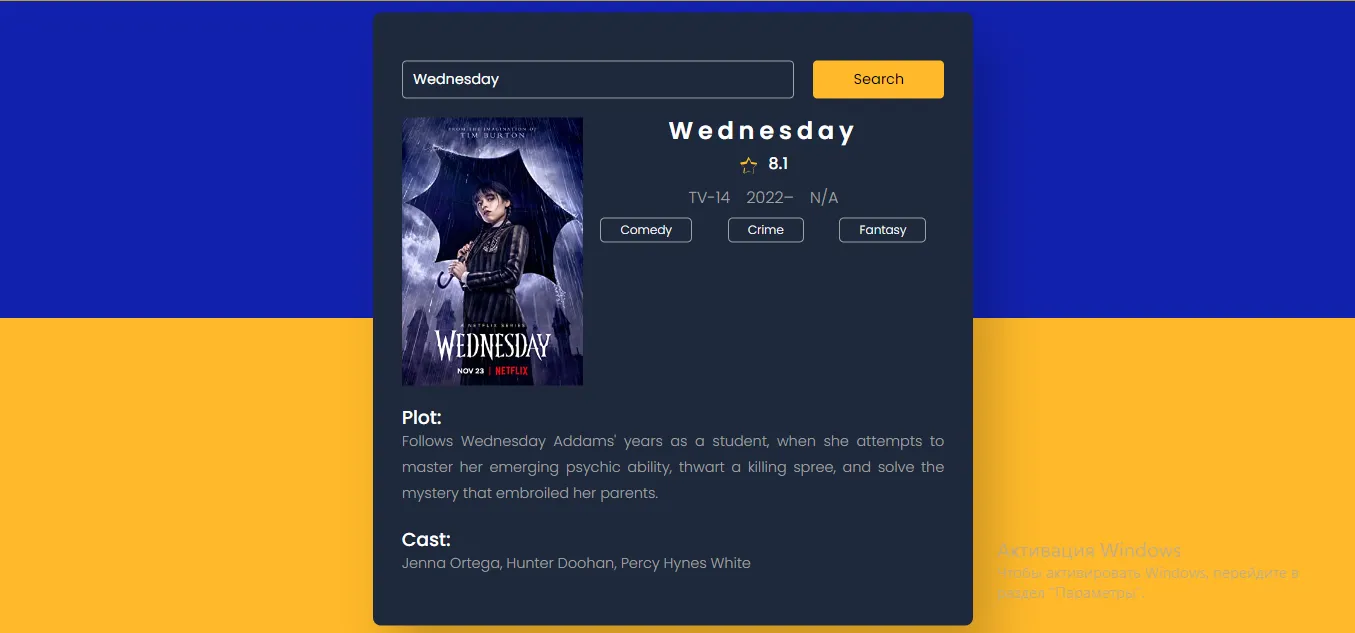 Wednesday
Search
FROM THE IMAGINATION OF
TIM BURTON
A NETFLIX SERIES
WEDNESDAY
NOV 23 | NETFLIX
Wednesday
8.1
TV-14 2022– N/A
Comedy Crime Fantasy
Plot:
Follows Wednesday Addams' years as a student, when she attempts to
master her emerging psychic ability, thwart a killing spree, and solve the
mystery that embroiled her parents.
Cast:
Jenna Ortega, Hunter Doohan, Percy Hynes White
Активация Windows
Чтобы активировать Windows, перейдите в
раздел "Параметры".